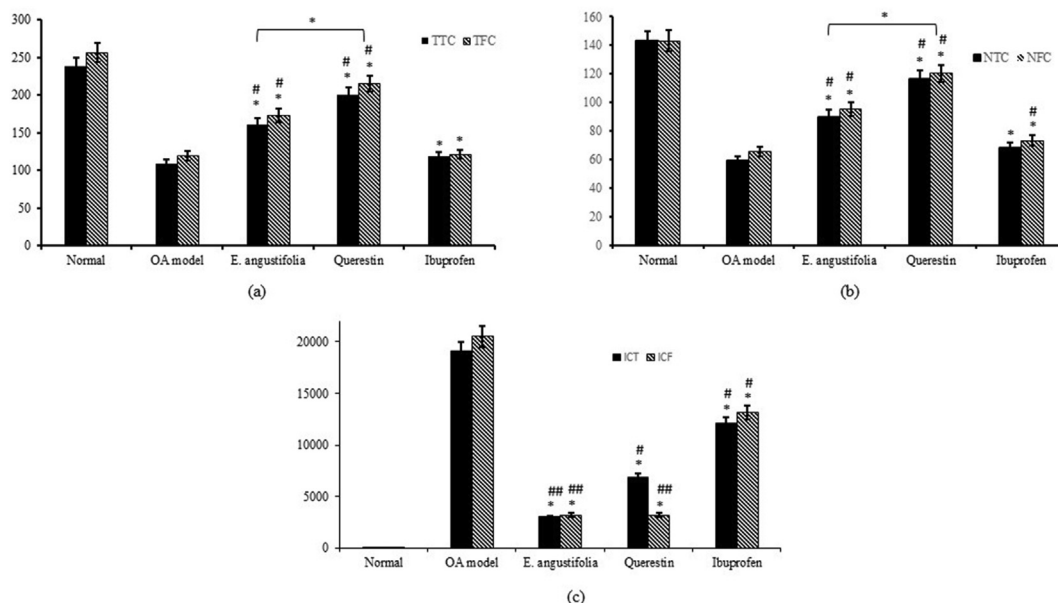 300
250
200
150
100
50
0
TTC TFC
*
# # # #
* * * *
* *
Normal OA model E. angustifolia Querestin Ibuprofen
(a)
160
140
120
100
80
60
40
20
0
NTC NFC
*
# # # # #
* * * * * *
Normal OA model E. angustifolia Querestin Ibuprofen
(b)
20000
15000
10000
5000
0
ICT ICF
## ## # ## # #
* * * * * *
Normal OA model E. angustifolia Querestin Ibuprofen
(c)